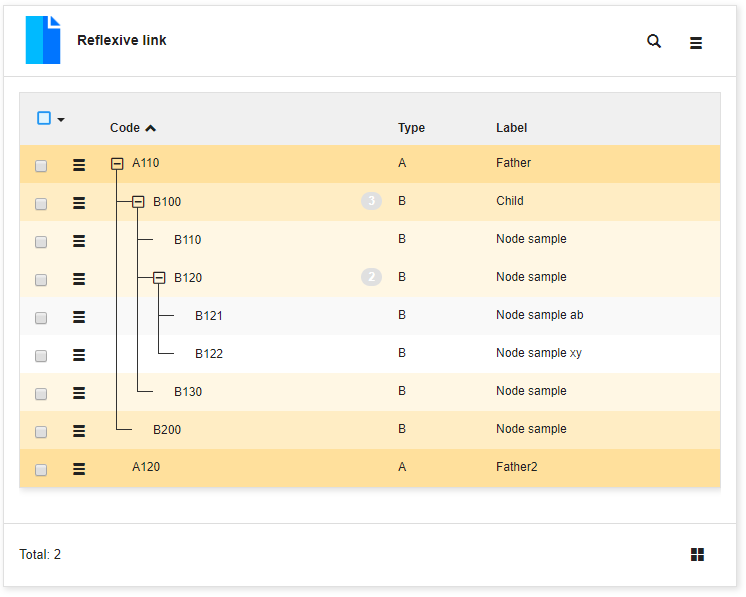 Reflexive link
Code Type Label
A110 A Father
B100 3 B Child
B110 B Node sample
B120 2 B Node sample
B121 B Node sample ab
B122 B Node sample xy
B130 B Node sample
B200 B Node sample
A120 A Father2
Total: 2